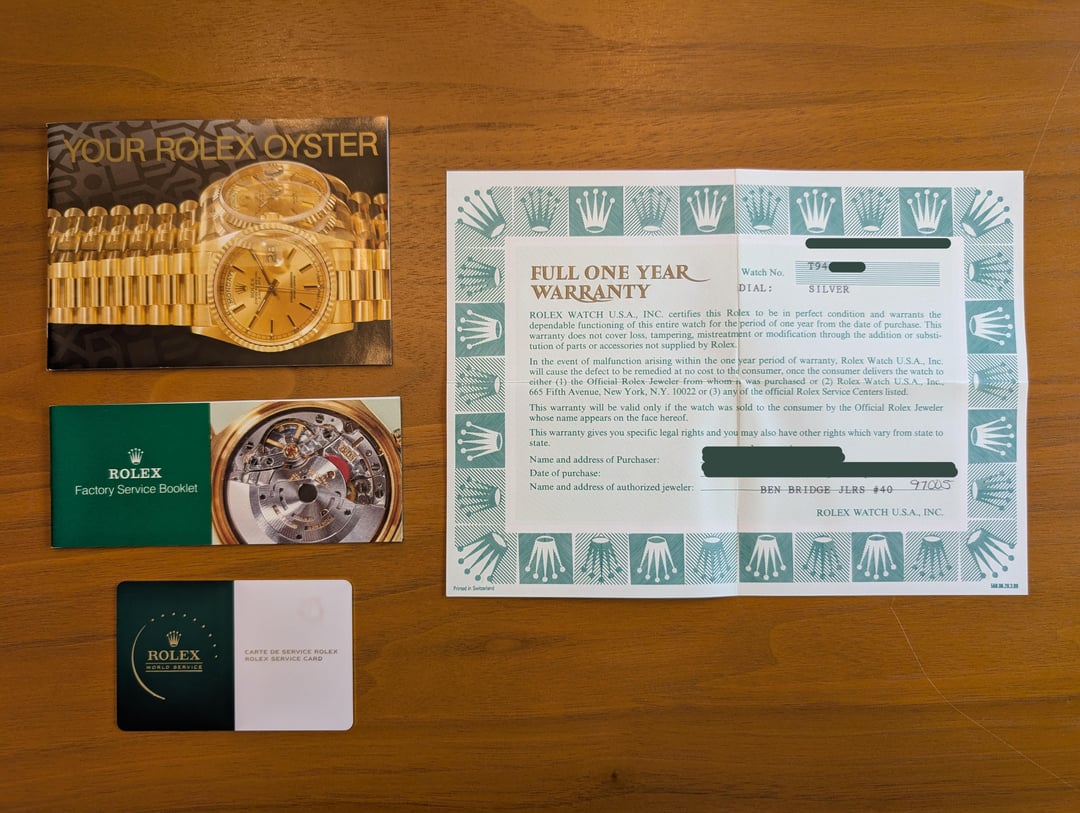 YOUR ROLEX OYSTER
ROLEX
Factory Service Booklet
ROLEX
WORLD SERVICE
CARTE DE SERVICE ROLEX
ROLEX SERVICE CARD
FULL ONE YEAR
WARRANTY
Watch No. T94
DIAL: SILVER
ROLEX WATCH U.S.A., INC. certifies this Rolex to be in perfect condition and warrants the
dependable functioning of this entire watch for the period of one year from the date of purchase. This
warranty does not cover loss, tampering, mistreatment or modification through the addition or substi-
tution of parts or accessories not supplied by Rolex.
In the event of malfunction arising within the one year period of warranty, Rolex Watch U.S.A., Inc.
will cause the defect to be remedied at no cost to the consumer, once the consumer delivers the watch to
either (1) the Official Rolex Jeweler from whom it was purchased or (2) Rolex Watch U.S.A., Inc.,
665 Fifth Avenue, New York, N.Y. 10022 or (3) any of the official Rolex Service Centers listed.
This warranty will be valid only if the watch was sold to the consumer by the Official Rolex Jeweler
whose name appears on the face hereof.
This warranty gives you specific legal rights and you may also have other rights which vary from state to
state.
Name and address of Purchaser:
Date of purchase:
Name and address of authorized jeweler: BEN BRIDGE JLRS #40 97005
ROLEX WATCH U.S.A., INC.
Printed in Switzerland